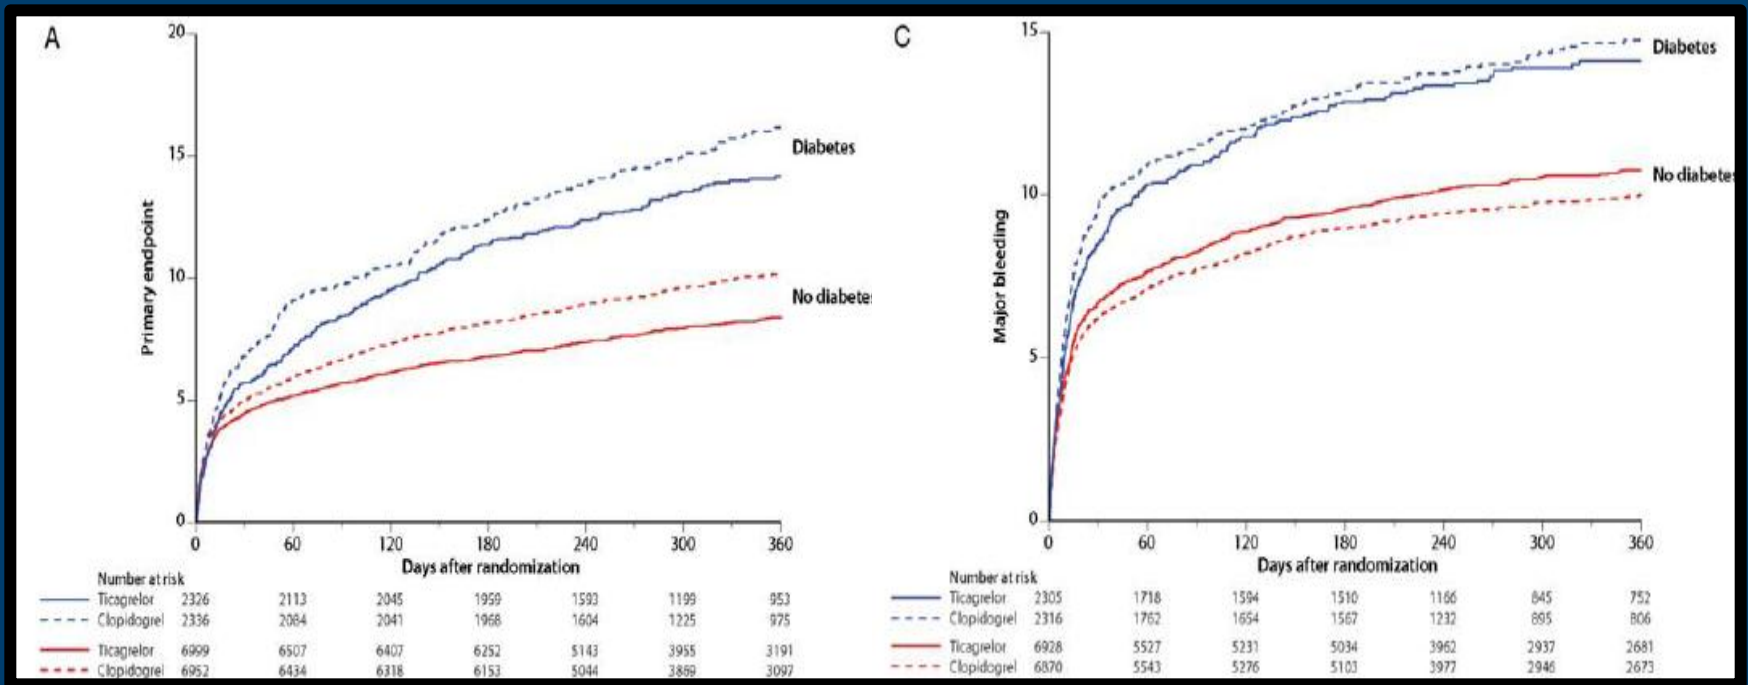 A
20
15
10
5
0
Primary endpoint
Diabetes
No diabete
0 60 120 180 240 300 360
Days after randomization
Number at risk
Ticagrelor 2326 2113 2045 1959 1593 1199 953
Clopidogrel 2336 2084 2041 1968 1604 1225 975
Ticagrelor 6999 6507 6407 6252 5143 3955 3191
Clopidogrel 6952 6434 6318 6153 5044 3869 3097
C
15
10
5
0
Major bleeding
Diabetes
No diabetes
0 60 120 180 240 300 360
Days after randomization
Number at risk
Ticagrelor 2305 1718 1594 1510 1166 845 752
Clopidogrel 2316 1762 1654 1567 1232 895 806
Ticagrelor 6928 5527 5231 5034 3962 2937 2681
Clopidogrel 6870 5543 5276 5103 3977 2946 2673